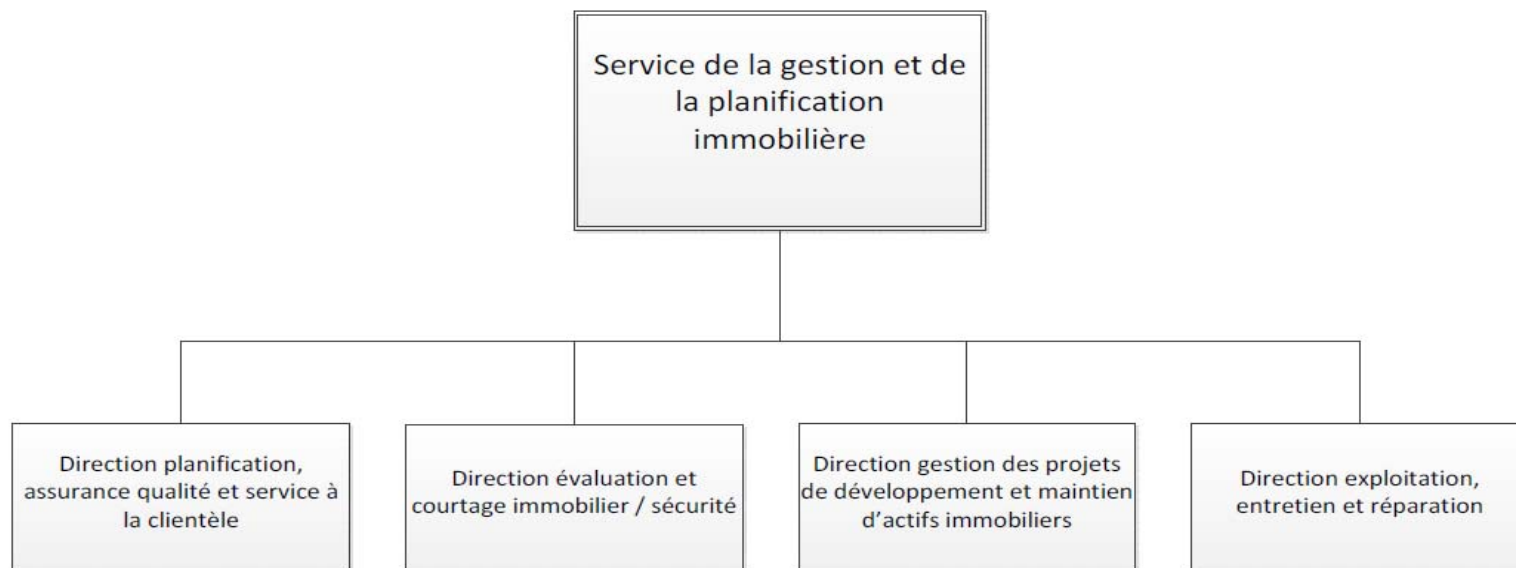 Service de la gestion et de
la planification
immobilière
Direction planification,
assurance qualité et service à
la clientèle
Direction évaluation et
courtage immobilier / sécurité
Direction gestion des projets
de développement et maintien
d'actifs immobiliers
Direction exploitation,
entretien et réparation